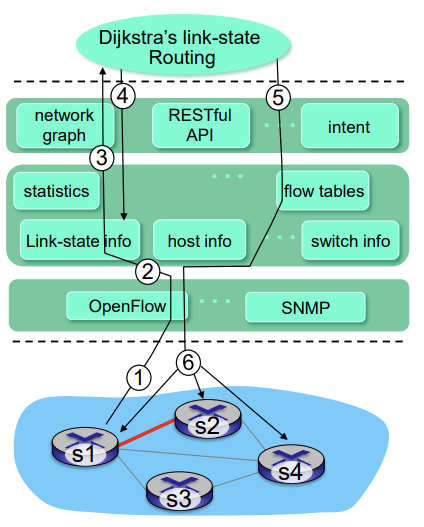 Dijkstra's link-state
Routing
4
5
network
graph
RESTful
API
intent
3
statistics
flow tables
Link-state info
host info
switch info
2
OpenFlow
SNMP
1
6
s2
s1
s4
s3